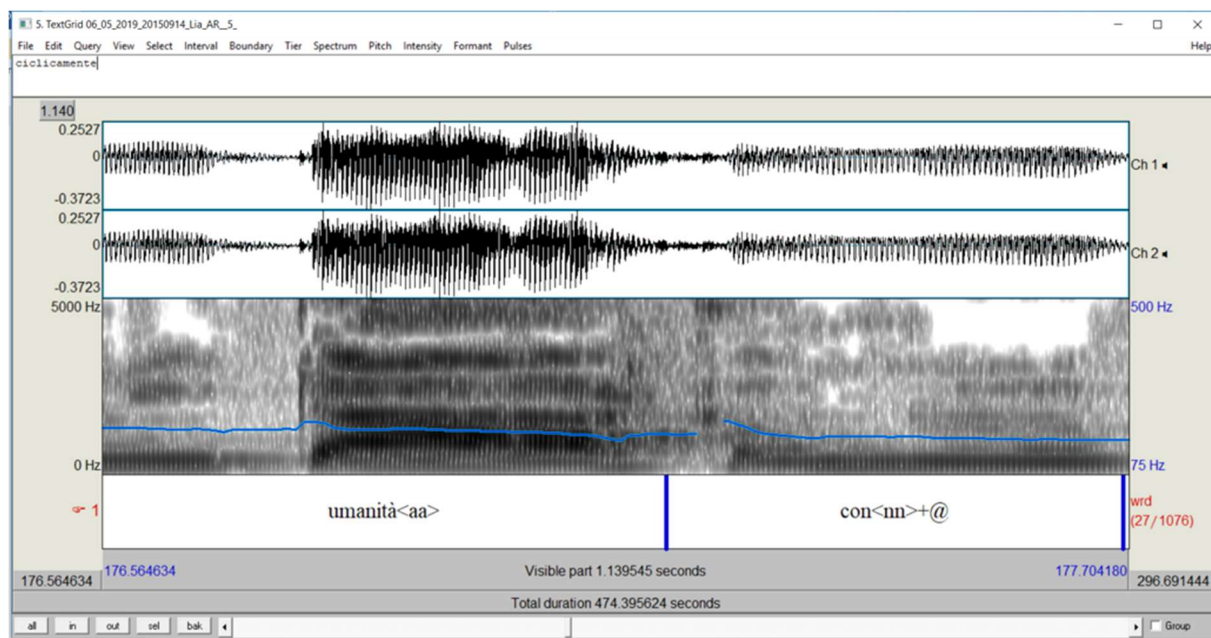 5. TextGrid 06_05_2019_20150914_Lia_AR__5_
File Edit Query View Select Interval Boundary Tier Spectrum Pitch Intensity Formant Pulses Help
ciclicamente
1.140
0.2527
0
-0.3723
Ch 1
0.2527
0
-0.3723
Ch 2
5000 Hz 500 Hz
0 Hz 75 Hz
1 umanità<aa> con<nn>+@ wrd
(27/1076)
176.564634 176.564634 Visible part 1.139545 seconds 177.704180 296.691444
Total duration 474.395624 seconds
all in out sel bak Group